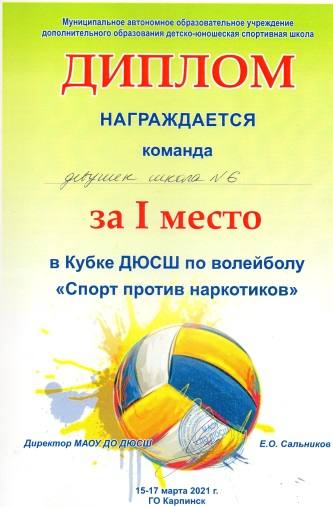 Муниципальное автономное образовательное учреждение
дополнительного образования детско-юношеская спортивная школа
ДИПЛОМ
НАГРАЖДАЕТСЯ
команда
девушек школа №6
за I место
в Кубке ДЮСШ по волейболу
«Спорт против наркотиков»
Директор МАОУ ДО ДЮСШ Е.О. Сальников
15-17 марта 2021 г.
ГО Карпинск